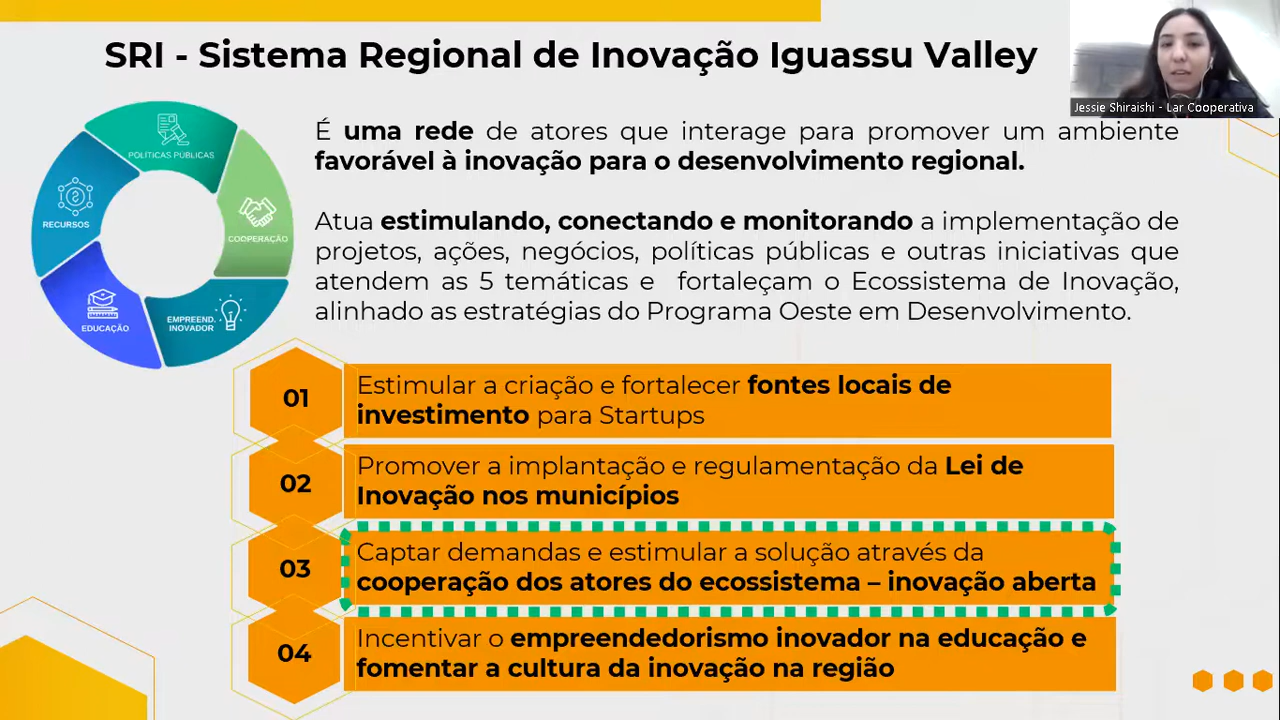 SRI - Sistema Regional de Inovação Iguassu Valley
Jessie Shiraishi - Lar Cooperativa
POLÍTICAS PÚBLICAS
RECURSOS
COOPERAÇÃO
EDUCAÇÃO
EMPREEND.
INOVADOR
É uma rede de atores que interage para promover um ambiente
favorável à inovação para o desenvolvimento regional.
Atua estimulando, conectando e monitorando a implementação de
projetos, ações, negócios, políticas públicas e outras iniciativas que
atendem as 5 temáticas e fortaleçam o Ecossistema de Inovação,
alinhado as estratégias do Programa Oeste em Desenvolvimento.
01
Estimular a criação e fortalecer fontes locais de
investimento para Startups
02
Promover a implantação e regulamentação da Lei de
Inovação nos municípios
03
Captar demandas e estimular a solução através da
cooperação dos atores do ecossistema – inovação aberta
04
Incentivar o empreendedorismo inovador na educação e
fomentar a cultura da inovação na região